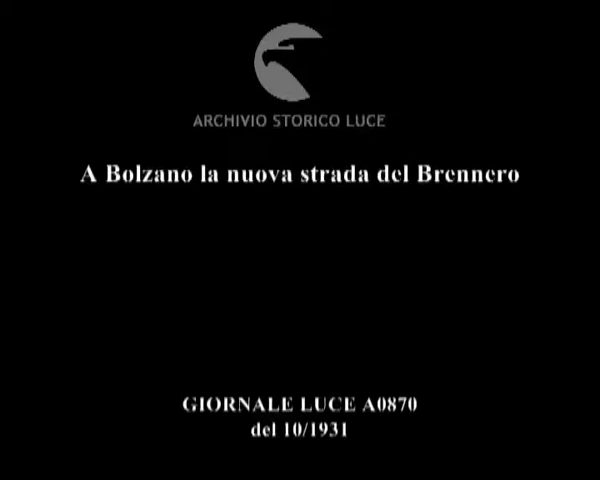 ARCHIVIO STORICO LUCE
A Bolzano la nuova strada del Brennero
GIORNALE LUCE A0870
del 10/1931